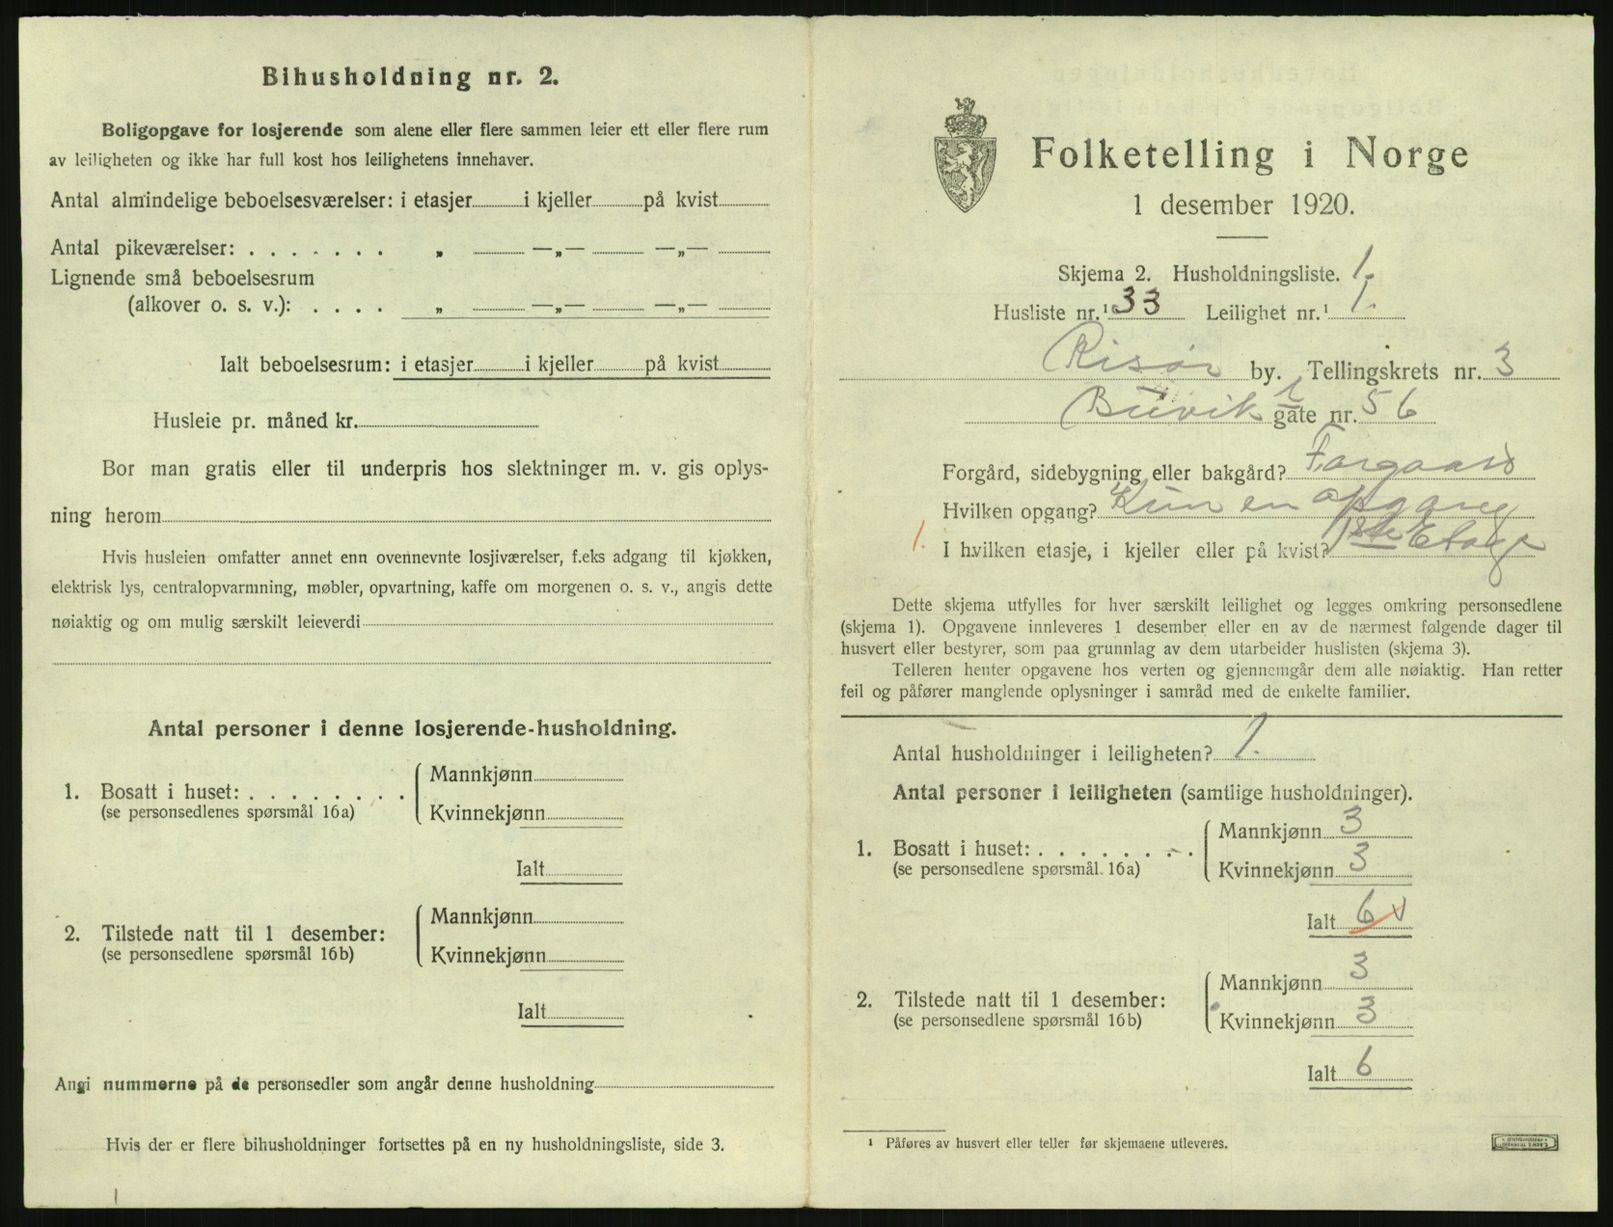 Bihusholdning nr. 2.
Boligopgave for losjerende som alene eller flere sammen leier ett eller flere rum
av leiligheten og ikke har full kost hos leilighetens innehaver.
Antal almindelige beboelsesværelser: i etasjer i kjeller på kvist
Antal pikeværelser: . . . . . . . „ —„— —„—
Lignende små beboelsesrum
(alkover o. s. v.): . . . . „ —„— —„—
Ialt beboelsesrum: i etasjer i kjeller på kvist
Husleie pr. måned kr.
Bor man gratis eller til underpris hos slektninger m. v. gis oplys-
ning herom
Hvis husleien omfatter annet enn ovennevnte losjiværelser, f.eks adgang til kjøkken,
elektrisk lys, centralopvarmning, møbler, opvartning, kaffe om morgenen o. s. v., angis dette
nøiaktig og om mulig særskilt leieverdi
Antal personer i denne losjerende-husholdning.
1. Bosatt i huset: . . . . . . . .
(se personsedlenes spørsmål 16a)
Mannkjønn
Kvinnekjønn
Ialt
2. Tilstede natt til 1 desember:
(se personsedlene spørsmål 16b)
Mannkjønn
Kvinnekjønn
Ialt
Angi nummerne på de personsedler som angår denne husholdning
Hvis der er flere bihusholdninger fortsettes på en ny husholdningsliste, side 3.
Folketelling i Norge
1 desember 1920.
Skjema 2. Husholdningsliste. 1.
Husliste nr.¹ 33 Leilighet nr.¹ 1.
Risør by. Tellingskrets nr. 3
Buvik gate nr. 56
Forgård, sidebygning eller bakgård? Forgaard
Hvilken opgang? Kun en opgang
1. I hvilken etasje, i kjeller eller på kvist? 1ste Etage
Dette skjema utfylles for hver særskilt leilighet og legges omkring personsedlene
(skjema 1). Opgavene innleveres 1 desember eller en av de nærmest følgende dager til
husvert eller bestyrer, som paa grunnlag av dem utarbeider huslisten (skjema 3).
Telleren henter opgavene hos verten og gjennemgår dem alle nøiaktig. Han retter
feil og påfører manglende oplysninger i samråd med de enkelte familier.
Antal husholdninger i leiligheten? 1.
Antal personer i leiligheten (samtlige husholdninger).
1. Bosatt i huset: . . . . . . . .
(se personsedlene spørsmål 16a)
Mannkjønn 3
Kvinnekjønn 3
Ialt 6
2. Tilstede natt til 1 desember:
(se personsedlene spørsmål 16b)
Mannkjønn 3
Kvinnekjønn 3
Ialt 6
¹ Påføres av husvert eller teller før skjemaene utleveres.